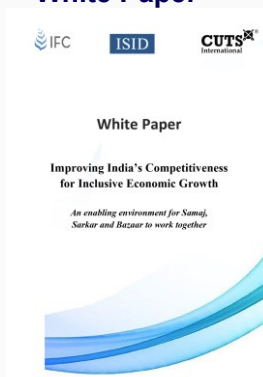 White Paper
IFC
ISID
CUTS®
International
White Paper
Improving India's Competitiveness
for Inclusive Economic Growth
An enabling environment for Samaj,
Sarkar and Bazaar to work together